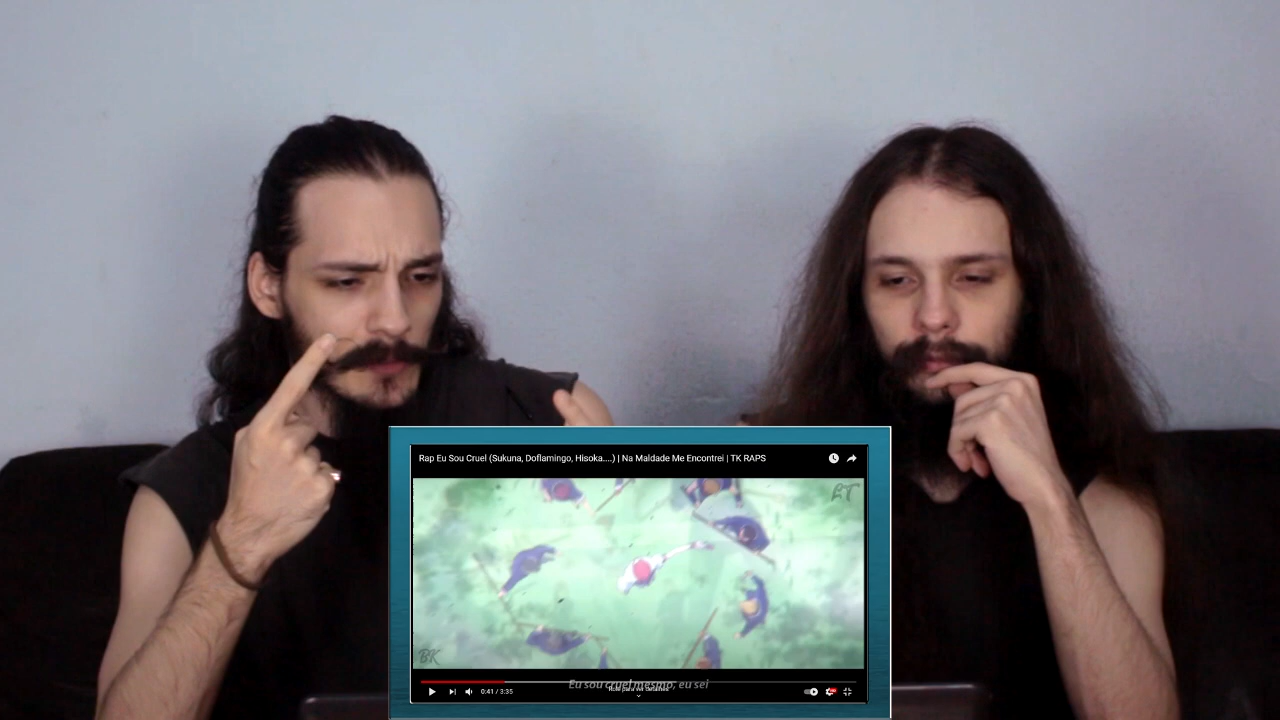 Rap Eu Sou Cruel (Sukuna, Doflamingo, Hisoka....) | Na Maldade Me Encontrei | TK RAPS
BK
Eu sou cruel mesmo, eu sei
0:41 / 3:35